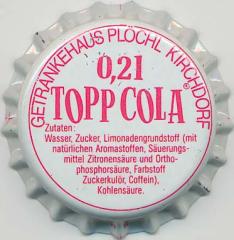 GETRÄNKEHAUS PLÖCHL KIRCHDORF
0,21
TOPP COLA®
Zutaten:
Wasser, Zucker, Limonadengrundstoff (mit
natürlichen Aromastoffen, Säuerungs-
mittel Zitronensäure und Ortho-
phosphorsäure, Farbstoff
Zuckerkulör, Coffein),
Kohlensäure.